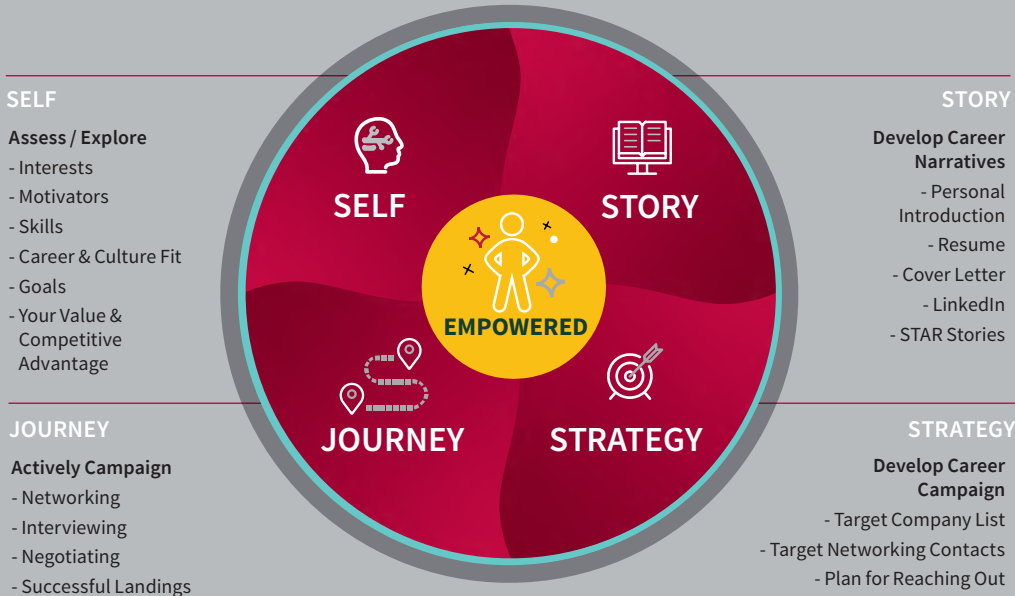 SELF
Assess / Explore
- Interests
- Motivators
- Skills
- Career & Culture Fit
- Goals
- Your Value &
Competitive
Advantage
SELF
STORY
EMPOWERED
JOURNEY
STRATEGY
STORY
Develop Career
Narratives
- Personal
Introduction
- Resume
- Cover Letter
- LinkedIn
- STAR Stories
JOURNEY
Actively Campaign
- Networking
- Interviewing
- Negotiating
- Successful Landings
STRATEGY
Develop Career
Campaign
- Target Company List
- Target Networking Contacts
- Plan for Reaching Out